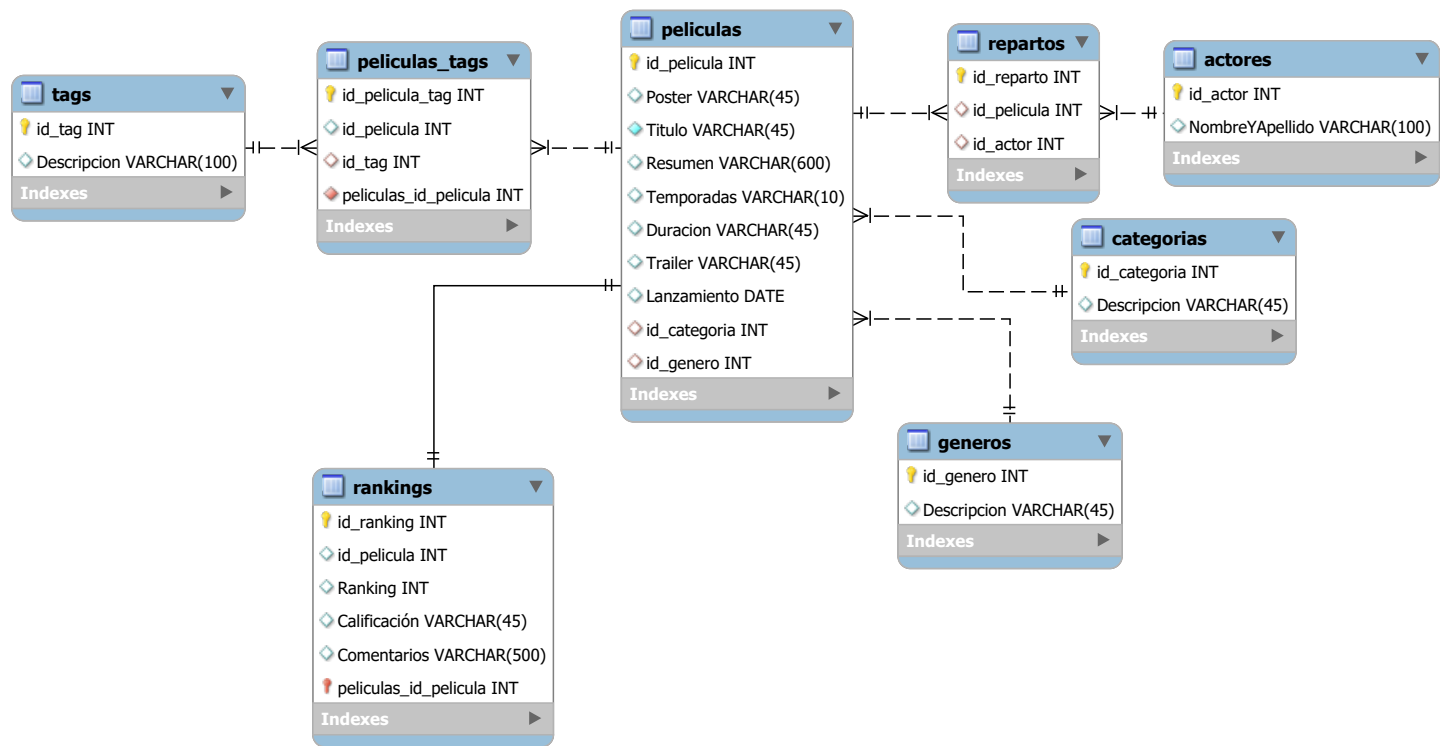 tags
id_tag INT
Descripcion VARCHAR(100)
Indexes
peliculas_tags
id_pelicula_tag INT
id_pelicula INT
id_tag INT
peliculas_id_pelicula INT
Indexes
peliculas
id_pelicula INT
Poster VARCHAR(45)
Titulo VARCHAR(45)
Resumen VARCHAR(600)
Temporadas VARCHAR(10)
Duracion VARCHAR(45)
Trailer VARCHAR(45)
Lanzamiento DATE
id_categoria INT
id_genero INT
Indexes
repartos
id_reparto INT
id_pelicula INT
id_actor INT
Indexes
actores
id_actor INT
NombreYApellido VARCHAR(100)
Indexes
categorias
id_categoria INT
Descripcion VARCHAR(45)
Indexes
generos
id_genero INT
Descripcion VARCHAR(45)
Indexes
rankings
id_ranking INT
id_pelicula INT
Ranking INT
Calificación VARCHAR(45)
Comentarios VARCHAR(500)
peliculas_id_pelicula INT
Indexes